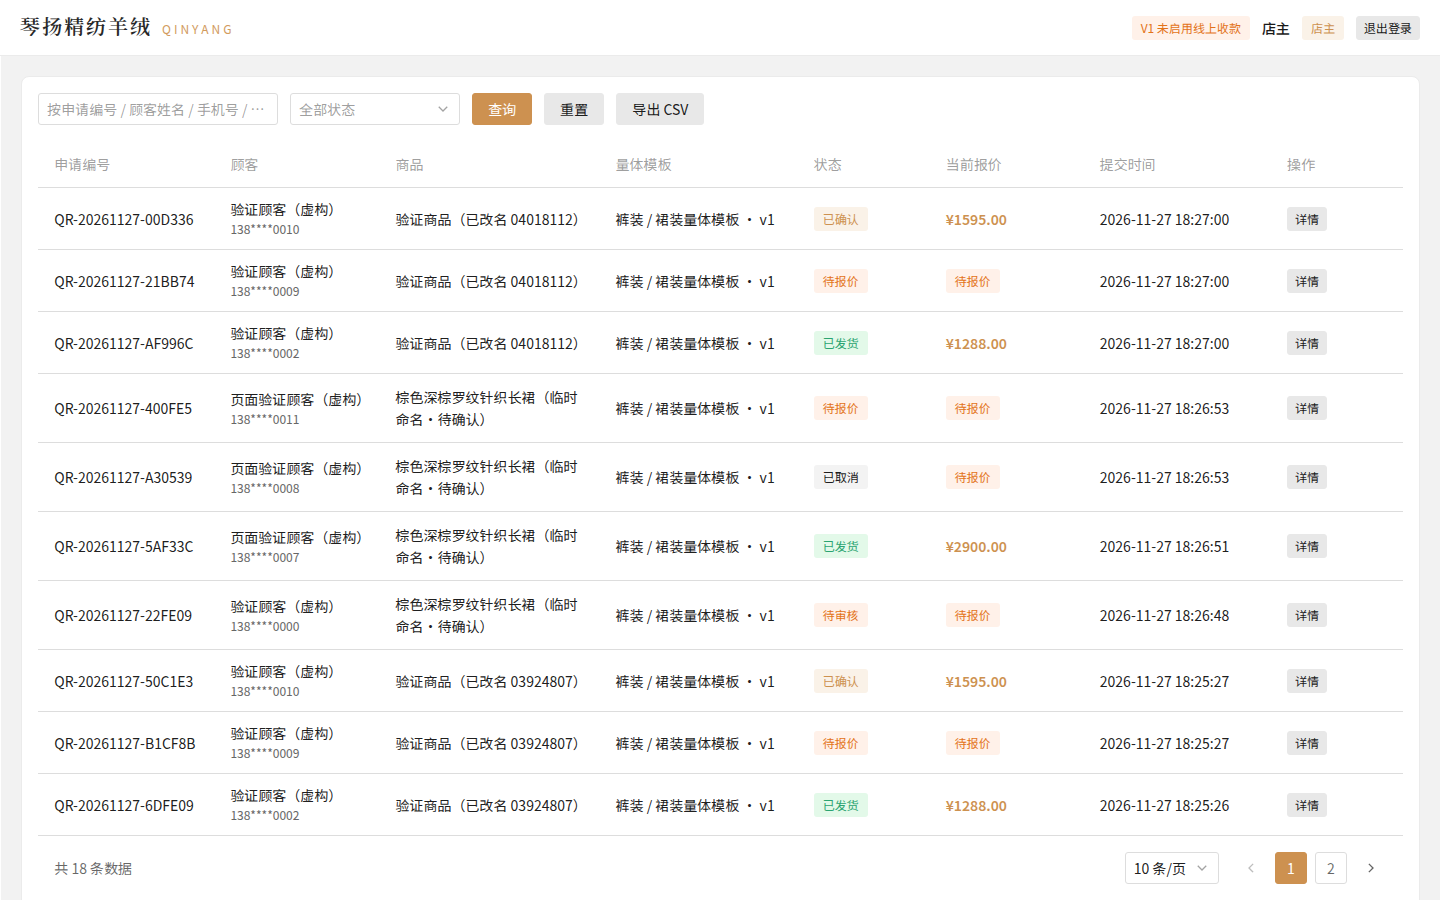 琴扬精纺羊绒 QINYANG V1 未启用线上收款 店主 店主 退出登录
按申请编号 / 顾客姓名 / 手机号 / ··· 全部状态 查询 重置 导出 CSV
申请编号 顾客 商品 量体模板 状态 当前报价 提交时间 操作
QR-20261127-00D336 验证顾客（虚构） 138****0010 验证商品（已改名 04018112） 裤装 / 裙装量体模板 · v1 已确认 ¥1595.00 2026-11-27 18:27:00 详情
QR-20261127-21BB74 验证顾客（虚构） 138****0009 验证商品（已改名 04018112） 裤装 / 裙装量体模板 · v1 待报价 待报价 2026-11-27 18:27:00 详情
QR-20261127-AF996C 验证顾客（虚构） 138****0002 验证商品（已改名 04018112） 裤装 / 裙装量体模板 · v1 已发货 ¥1288.00 2026-11-27 18:27:00 详情
QR-20261127-400FE5 页面验证顾客（虚构） 138****0011 棕色深棕罗纹针织长裙（临时命名·待确认） 裤装 / 裙装量体模板 · v1 待报价 待报价 2026-11-27 18:26:53 详情
QR-20261127-A30539 页面验证顾客（虚构） 138****0008 棕色深棕罗纹针织长裙（临时命名·待确认） 裤装 / 裙装量体模板 · v1 已取消 待报价 2026-11-27 18:26:53 详情
QR-20261127-5AF33C 页面验证顾客（虚构） 138****0007 棕色深棕罗纹针织长裙（临时命名·待确认） 裤装 / 裙装量体模板 · v1 已发货 ¥2900.00 2026-11-27 18:26:51 详情
QR-20261127-22FE09 验证顾客（虚构） 138****0000 棕色深棕罗纹针织长裙（临时命名·待确认） 裤装 / 裙装量体模板 · v1 待审核 待报价 2026-11-27 18:26:48 详情
QR-20261127-50C1E3 验证顾客（虚构） 138****0010 验证商品（已改名 03924807） 裤装 / 裙装量体模板 · v1 已确认 ¥1595.00 2026-11-27 18:25:27 详情
QR-20261127-B1CF8B 验证顾客（虚构） 138****0009 验证商品（已改名 03924807） 裤装 / 裙装量体模板 · v1 待报价 待报价 2026-11-27 18:25:27 详情
QR-20261127-6DFE09 验证顾客（虚构） 138****0002 验证商品（已改名 03924807） 裤装 / 裙装量体模板 · v1 已发货 ¥1288.00 2026-11-27 18:25:26 详情
共 18 条数据 10 条/页 1 2